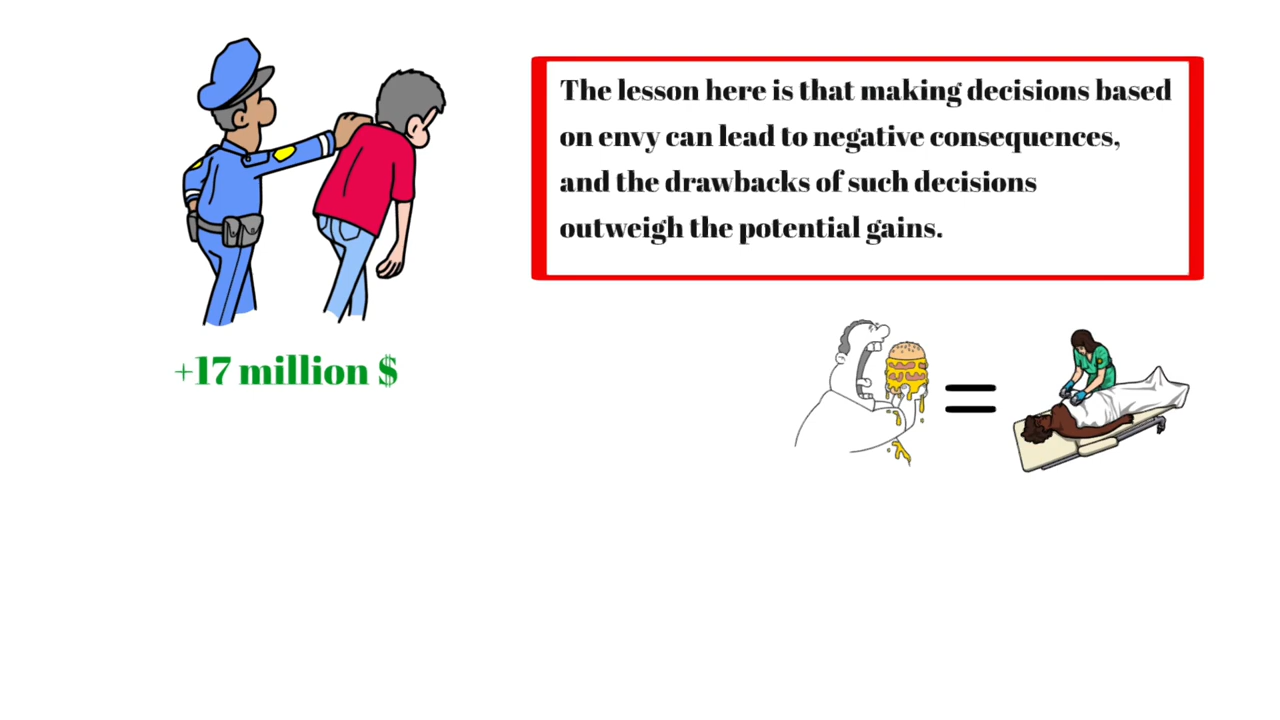 The lesson here is that making decisions based
on envy can lead to negative consequences,
and the drawbacks of such decisions
outweigh the potential gains.
+17 million $
=